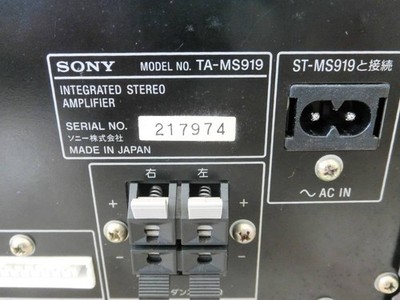 SONY MODEL NO. TA-MS919
INTEGRATED STEREO
AMPLIFIER
SERIAL NO. 217974
ソニー株式会社
MADE IN JAPAN
ST-MS919と接続
～ AC IN
右 左
+ +
− −